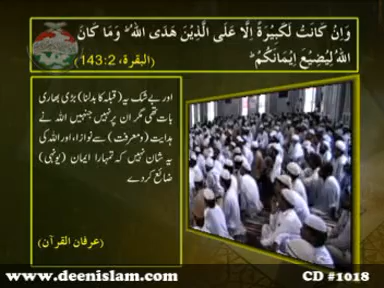 وَاِنْ كَانَتْ لَكَبِيْرَةً اِلَّا عَلَى الَّذِيْنَ هَدَى اللهُ ؕ وَمَا كَانَ
اللهُ لِيُضِيْعَ اِيْمَانَكُمْ ؕ (البقرة، 143:2)
اور بے شک یہ (قبلہ کا بدلنا) بڑی بھاری
بات تھی مگر ان پر نہیں جنہیں اللہ نے
ہدایت (و معرفت) سے نوازا، اور اللہ کی
یہ شان نہیں کہ تمہارا ایمان (یونہی)
ضائع کر دے
(عرفان القرآن)
www.deenislam.com CD #1018